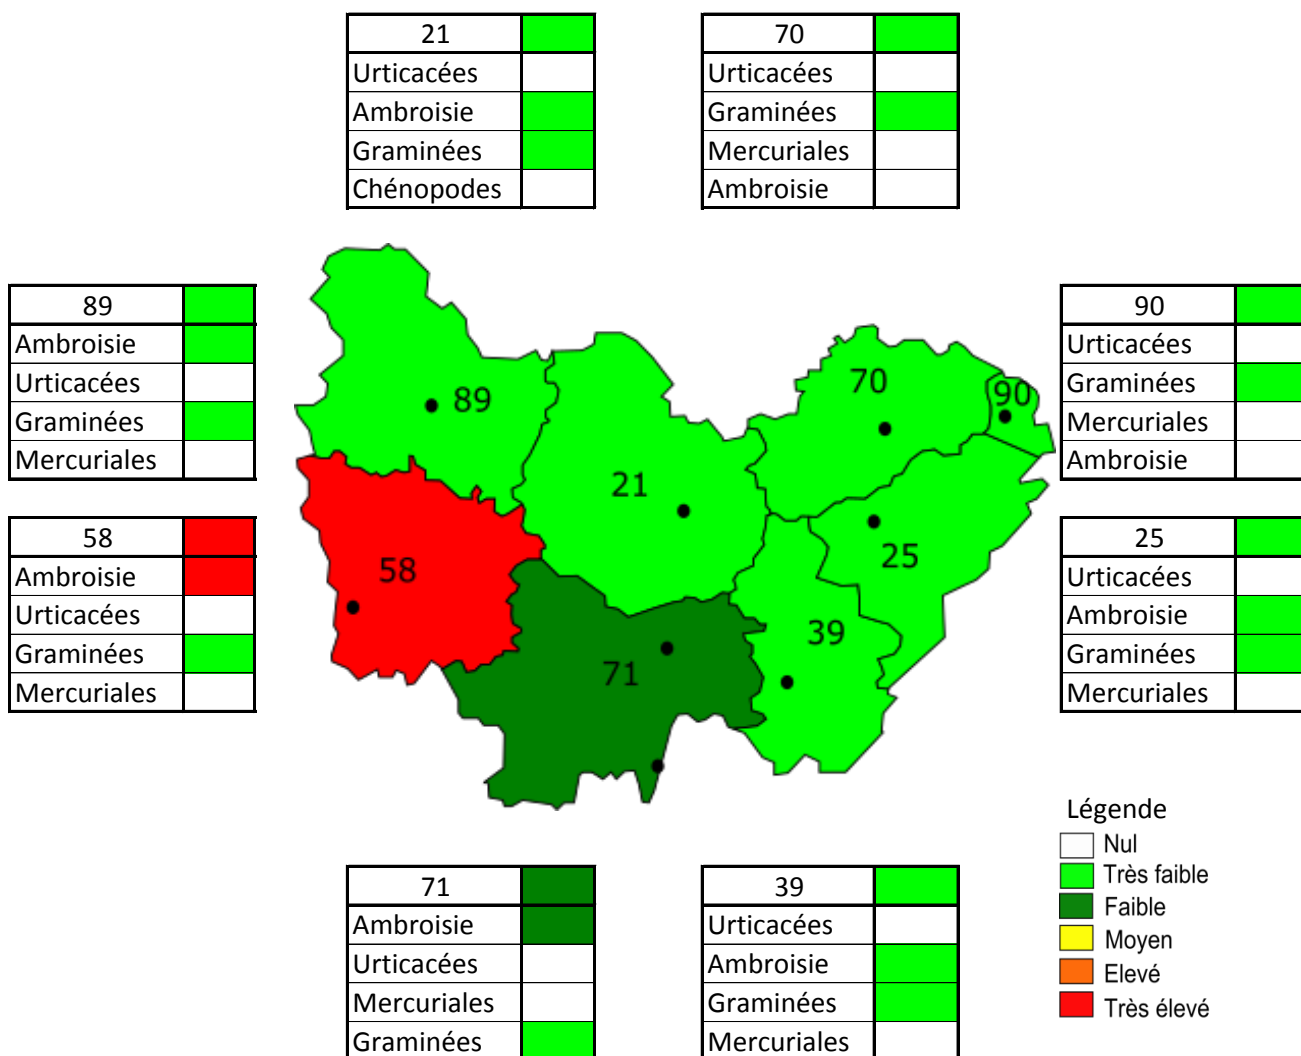 21
Urticacées
Ambroisie
Graminées
Chénopodes
70
Urticacées
Graminées
Mercuriales
Ambroisie
89
Ambroisie
Urticacées
Graminées
Mercuriales
58
Ambroisie
Urticacées
Graminées
Mercuriales
89
21
70
90
58
25
39
71
90
Urticacées
Graminées
Mercuriales
Ambroisie
25
Urticacées
Ambroisie
Graminées
Mercuriales
71
Ambroisie
Urticacées
Mercuriales
Graminées
39
Urticacées
Ambroisie
Graminées
Mercuriales
Légende
Nul
Très faible
Faible
Moyen
Elevé
Très élevé